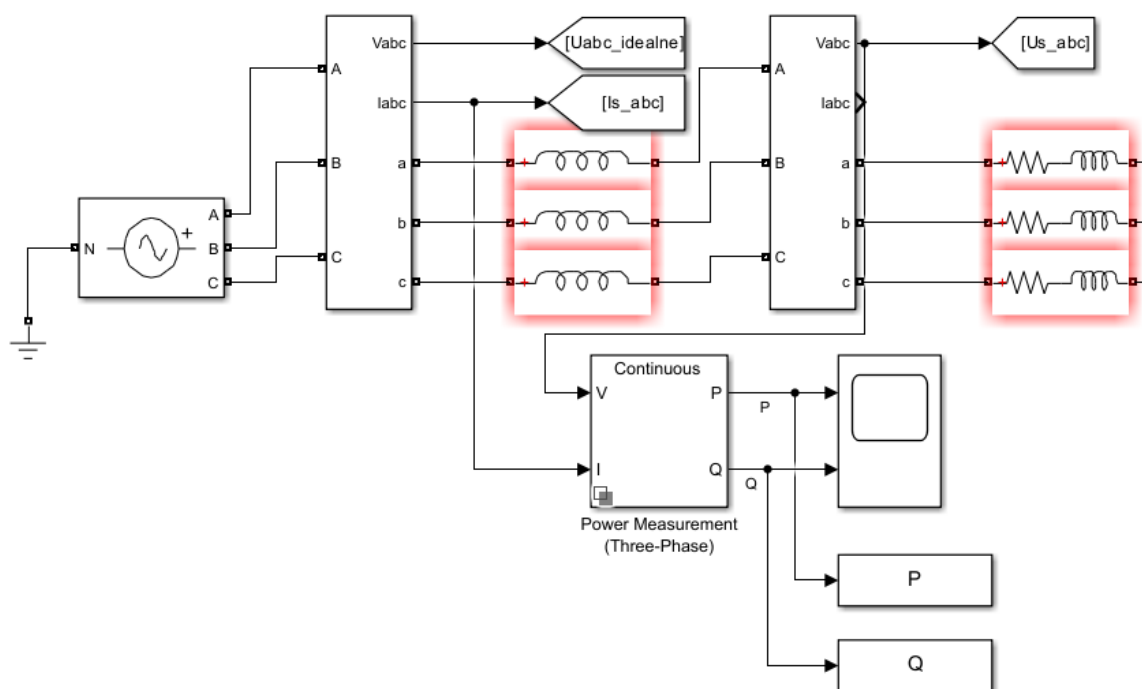 Vabc
[Uabc_idealne]
Vabc
[Us_abc]
A
A
Iabc
[Is_abc]
Iabc
B
a
B
a
A
b
b
N
B
C
C
C
c
c
+
+
+
+
+
+
+
Continuous
V
P
P
I
Q
Q
Power Measurement
(Three-Phase)
P
Q